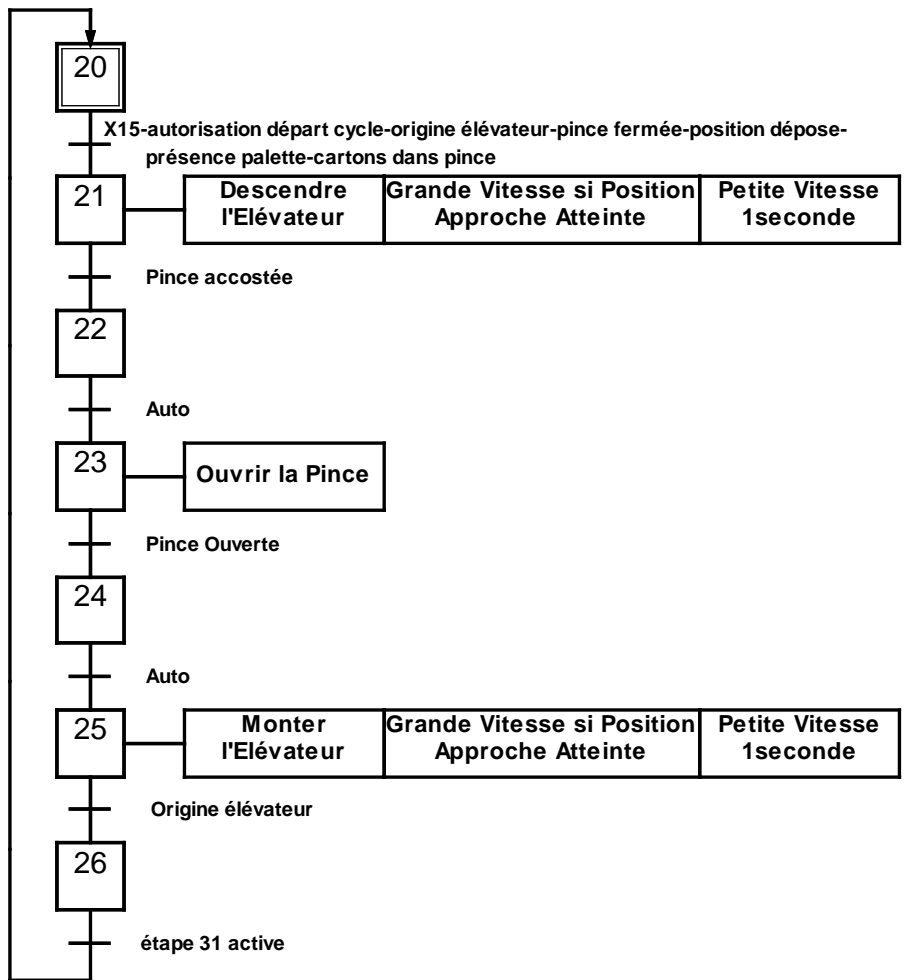 20
X15-autorisation départ cycle-origine élévateur-pince fermée-position dépose-
présence palette-cartons dans pince
21
Descendre
l'Elévateur
Grande Vitesse si Position
Approche Atteinte
Petite Vitesse
1seconde
Pince accostée
22
Auto
23
Ouvrir la Pince
Pince Ouverte
24
Auto
25
Monter
l'Elévateur
Grande Vitesse si Position
Approche Atteinte
Petite Vitesse
1seconde
Origine élévateur
26
étape 31 active